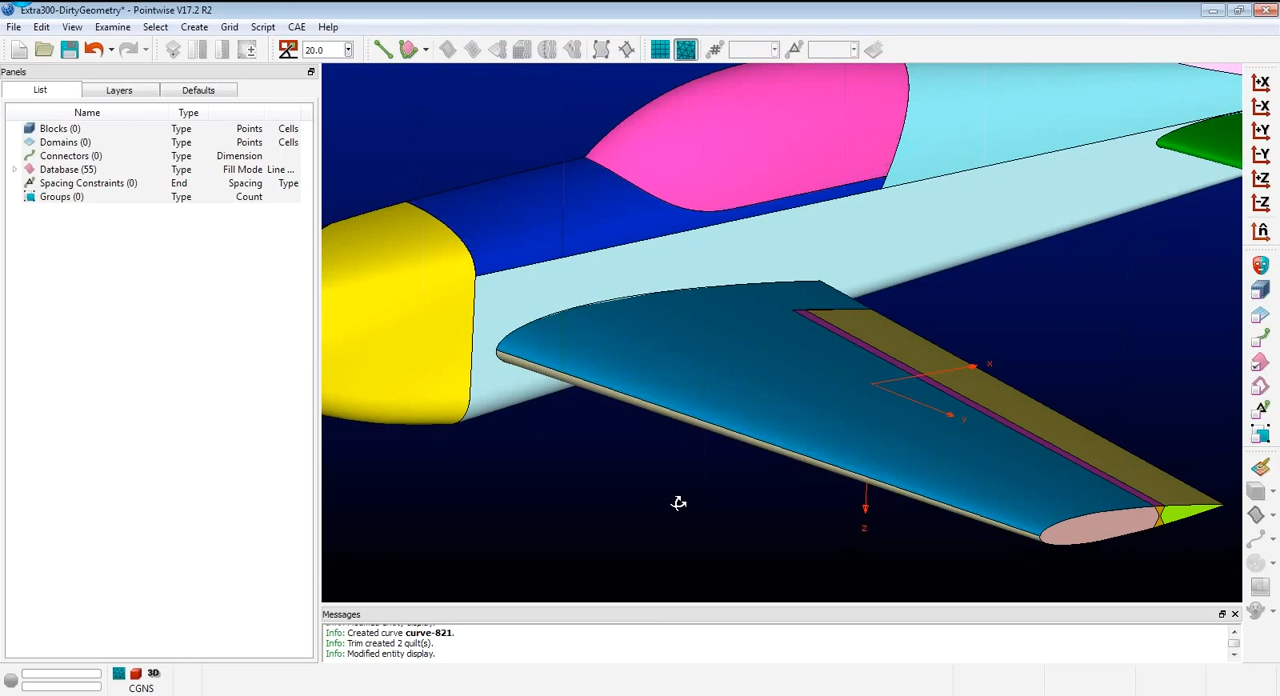 Extra300-DirtyGeometry* - Pointwise V17.2 R2
File Edit View Examine Select Create Grid Script CAE Help
20.0
Panels
List Layers Defaults
Name Type
Blocks (0) Type Points Cells
Domains (0) Type Points Cells
Connectors (0) Type Dimension
Database (55) Type Fill Mode Line ...
Spacing Constraints (0) End Spacing Type
Groups (0) Type Count
x
y
z
+X
-X
+Y
-Y
+Z
-Z
n̂
Messages
Info: Created curve curve-821.
Info: Trim created 2 quilt(s).
Info: Modified entity display.
3D
CGNS